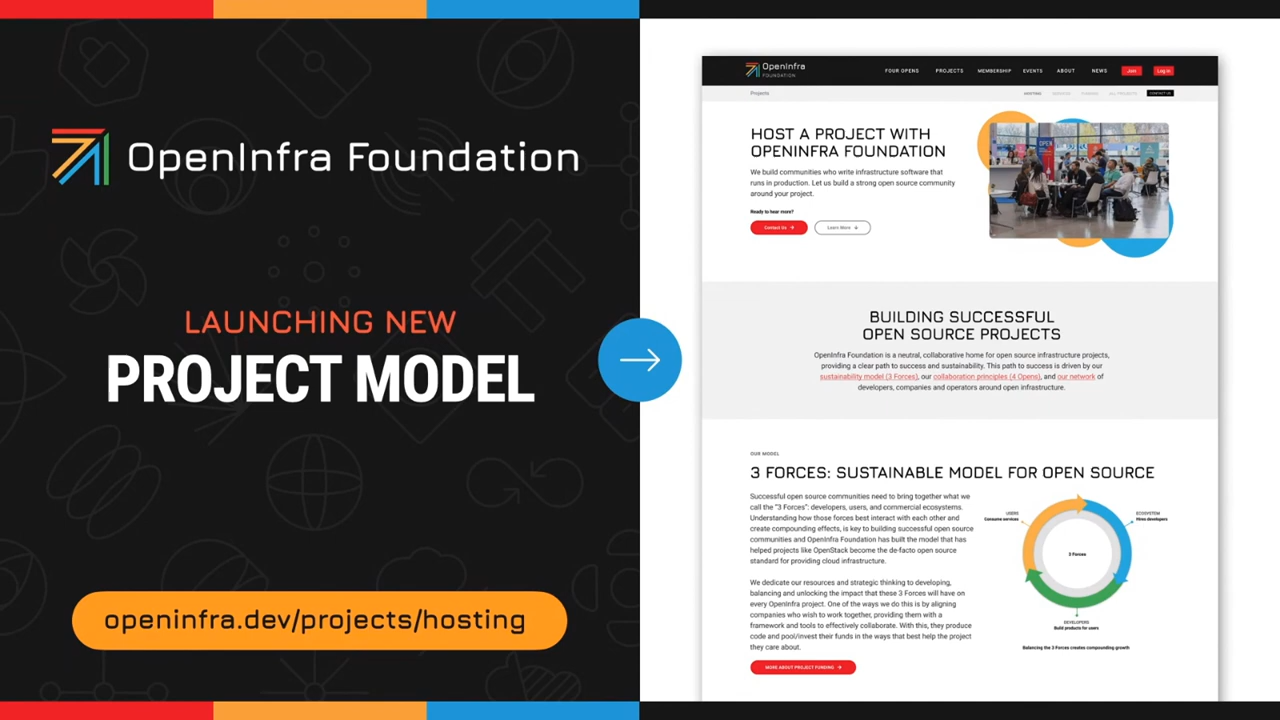 OpenInfra Foundation
LAUNCHING NEW
PROJECT MODEL
openinfra.dev/projects/hosting
OpenInfra
FOUNDATION
FOUR OPENS PROJECTS MEMBERSHIP EVENTS ABOUT NEWS Join Log in
Projects HOSTING FUNDING ALL PROJECTS CONTACT US
HOST A PROJECT WITH
OPENINFRA FOUNDATION
We build communities who write infrastructure software that
runs in production. Let us build a strong open source community
around your project.
Ready to hear more?
Contact Us Learn More
OPEN
BUILDING SUCCESSFUL
OPEN SOURCE PROJECTS
OpenInfra Foundation is a neutral, collaborative home for open source infrastructure projects,
providing a clear path to success and sustainability. This path to success is driven by our
sustainability model (3 Forces), our collaboration principles (4 Opens), and our network of
developers, companies and operators around open infrastructure.
OUR MODEL
3 FORCES: SUSTAINABLE MODEL FOR OPEN SOURCE
Successful open source communities need to bring together what we
call the "3 Forces": developers, users, and commercial ecosystems.
Understanding how those forces best interact with each other and
create compounding effects, is key to building successful open source
communities and OpenInfra Foundation has built the model that has
helped projects like OpenStack become the de-facto open source
standard for providing cloud infrastructure.
We dedicate our resources and strategic thinking to developing,
balancing and unlocking the impact that these 3 Forces will have on
every OpenInfra project. One of the ways we do this is by aligning
companies who wish to work together, providing them with a
framework and tools to effectively collaborate. With this, they produce
code and pool/invest their funds in the ways that best help the project
they care about.
MORE ABOUT PROJECT FUNDING
USERS
Consume services
ECOSYSTEM
Hires developers
3 Forces
DEVELOPERS
Build products for users
Balancing the 3 Forces creates compounding growth